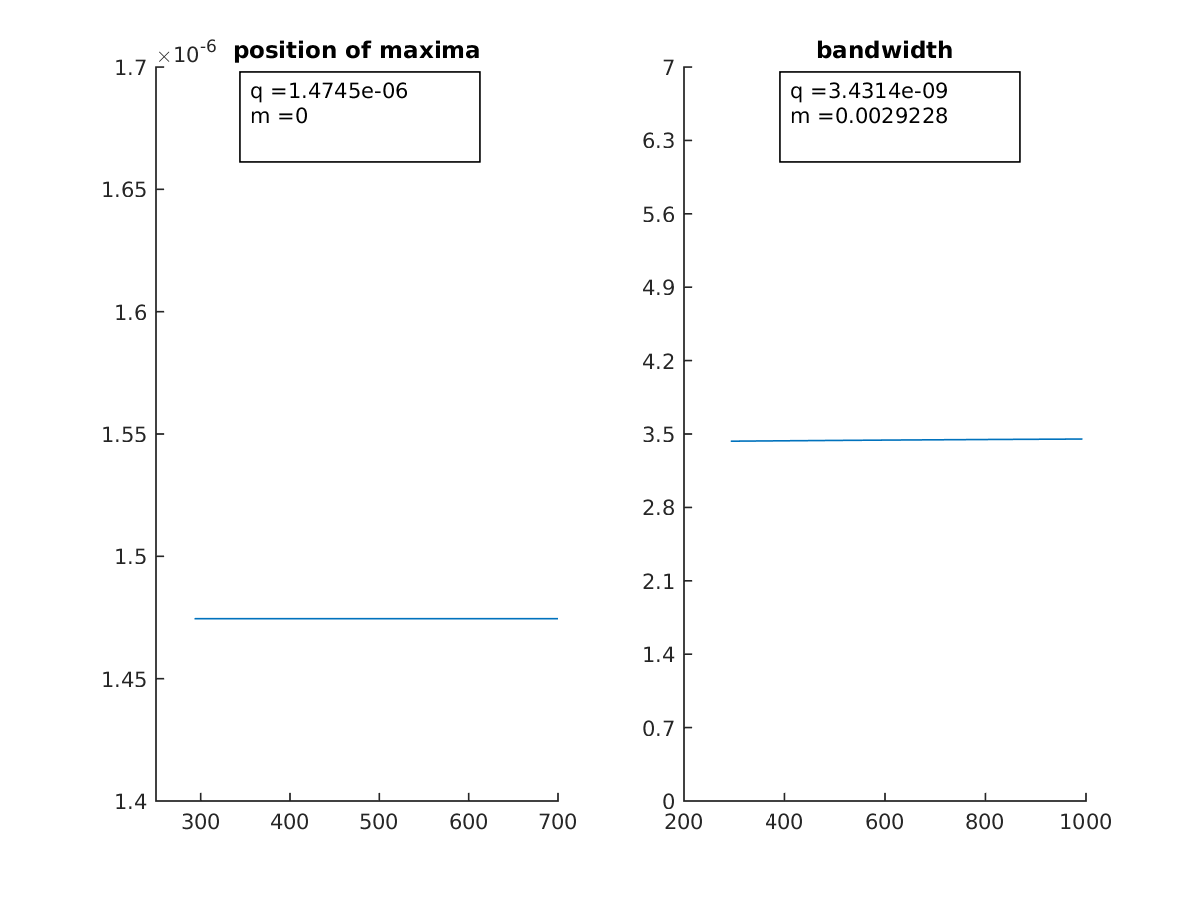 ×10-6
position of maxima
q =1.4745e-06
m =0
1.7
1.65
1.6
1.55
1.5
1.45
1.4
300 400 500 600 700
bandwidth
q =3.4314e-09
m =0.0029228
7
6.3
5.6
4.9
4.2
3.5
2.8
2.1
1.4
0.7
0
200 400 600 800 1000